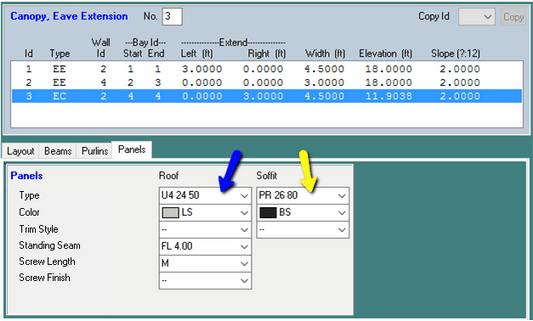 Canopy, Eave Extension No. 3 Copy Id Copy
Wall ---Bay Id--- --------------Extend--------------
Id Type Id Start End Left (ft) Right (ft) Width (ft) Elevation (ft) Slope (?:12)
1 EE 2 1 1 3.0000 0.0000 4.5000 18.0000 2.0000
2 EE 4 2 3 0.0000 3.0000 4.5000 18.0000 2.0000
3 EC 2 4 4 0.0000 3.0000 4.5000 11.9038 2.0000
Layout Beams Purlins Panels
Panels Roof Soffit
Type U4 24 50 PR 26 80
Color LS BS
Trim Style -- --
Standing Seam FL 4.00
Screw Length M
Screw Finish --